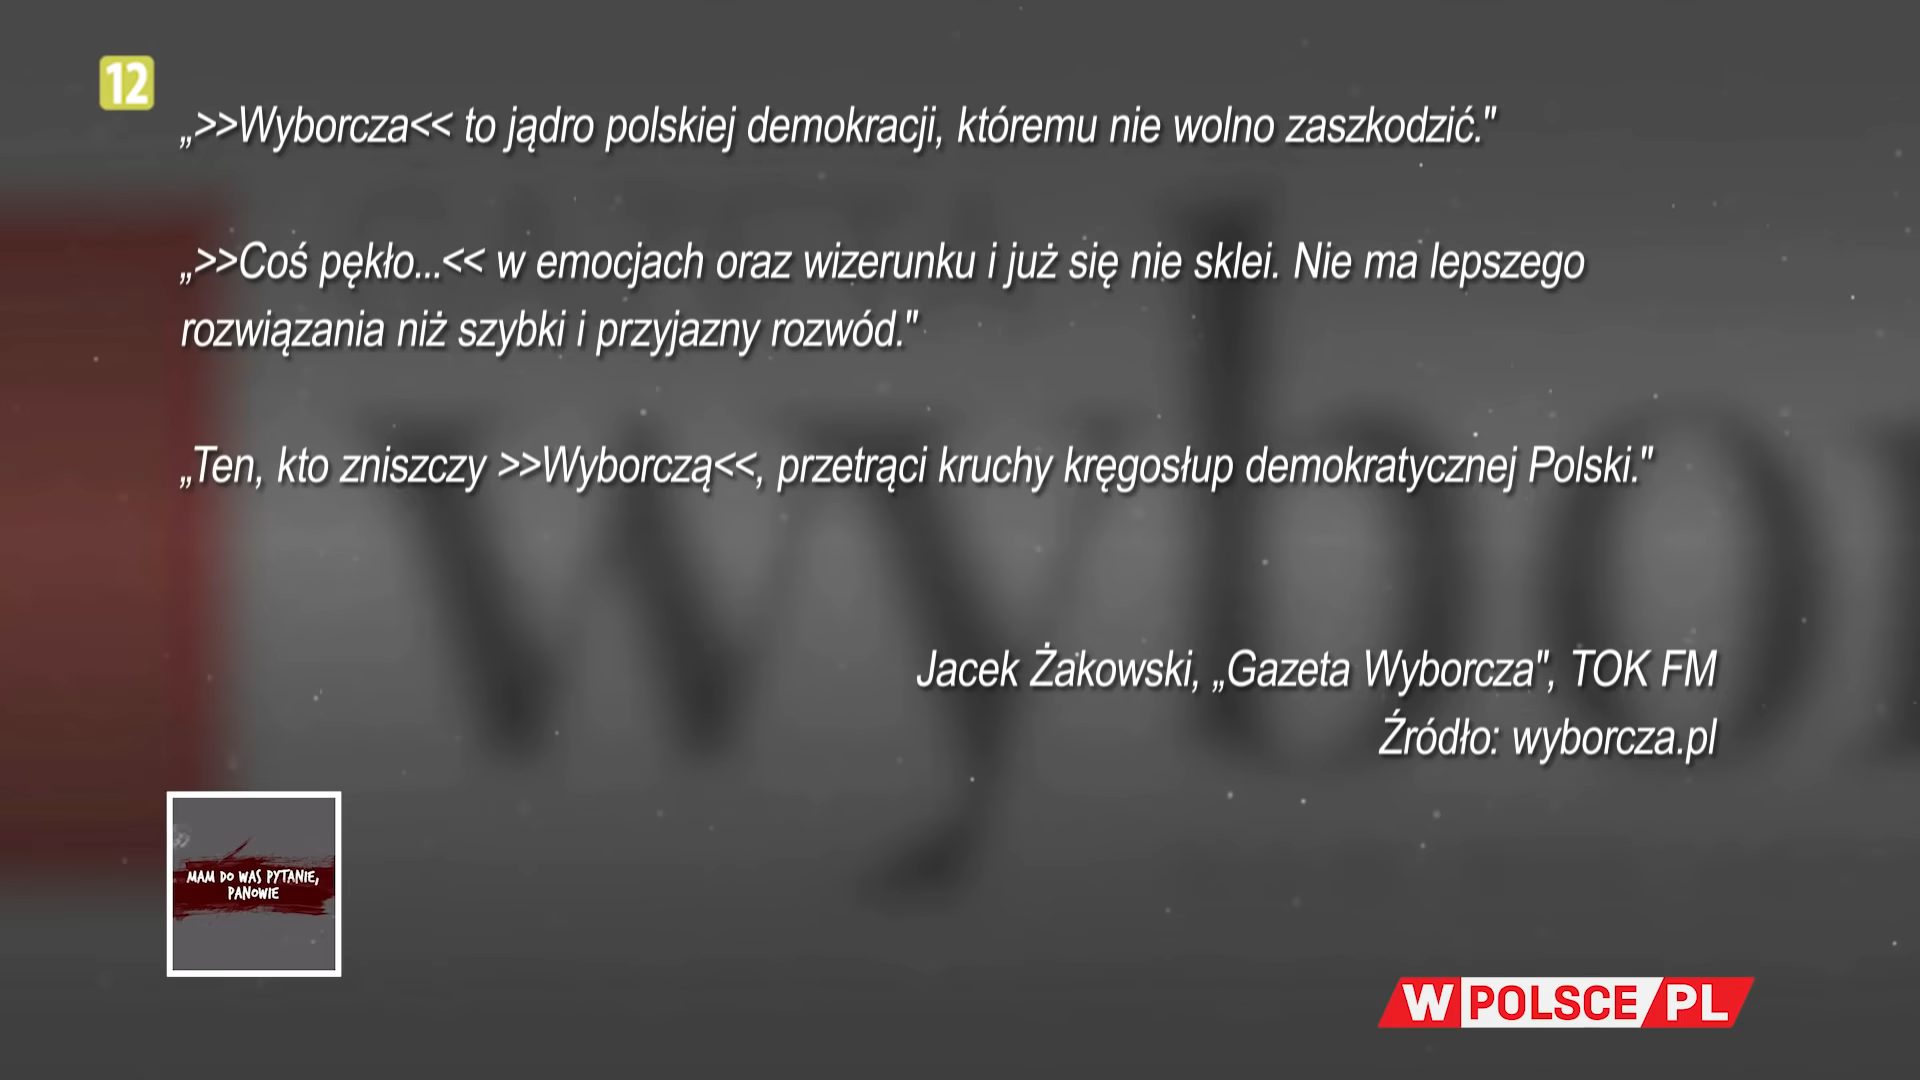 12
„>>Wyborcza<< to jądro polskiej demokracji, któremu nie wolno zaszkodzić."
„>>Coś pękło...<< w emocjach oraz wizerunku i już się nie sklei. Nie ma lepszego
rozwiązania niż szybki i przyjazny rozwód."
„Ten, kto zniszczy >>Wyborczą<<, przetrąci kruchy kręgosłup demokratycznej Polski."
wybor
Jacek Żakowski, „Gazeta Wyborcza", TOK FM
Źródło: wyborcza.pl
MAM DO WAS PYTANIE,
PANOWIE
W POLSCE/PL